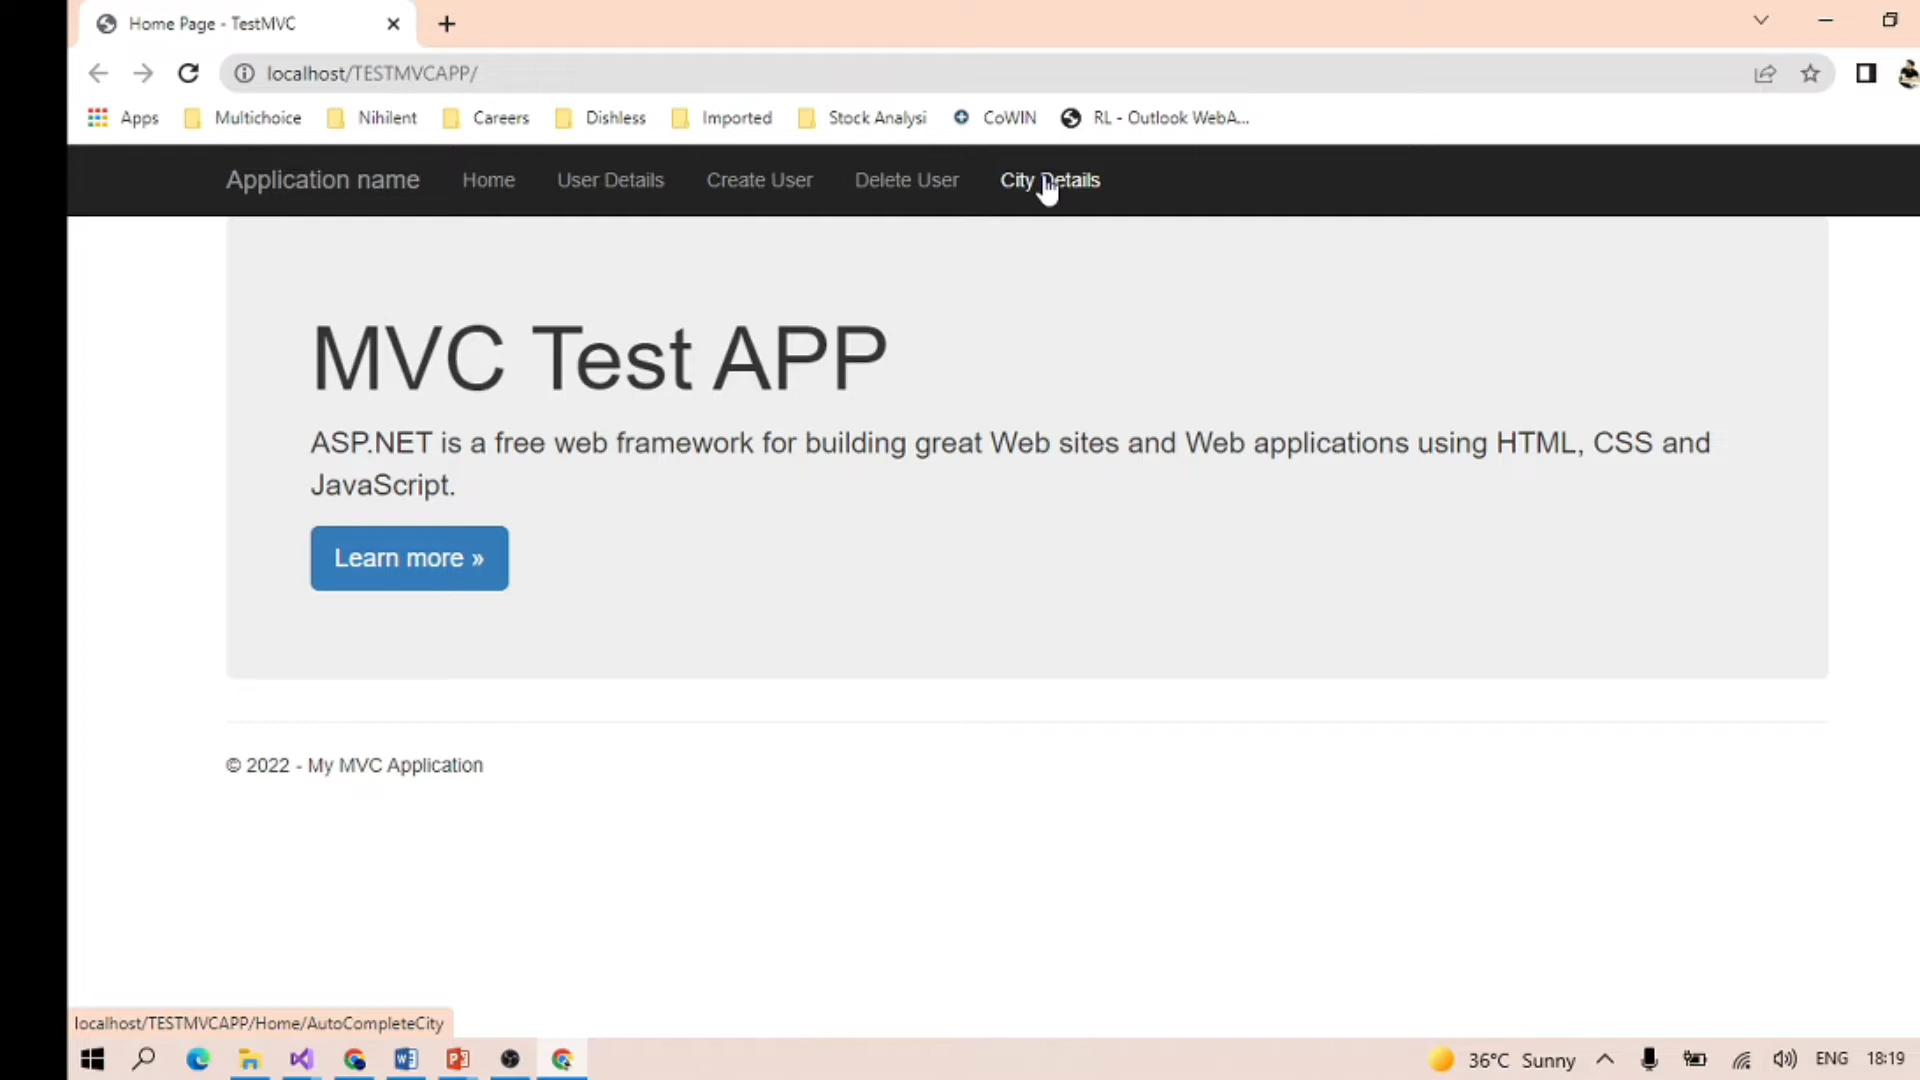 Home Page - TestMVC
localhost/TESTMVCAPP/
Apps Multichoice Nihilent Careers Dishless Imported Stock Analysi CoWIN RL - Outlook WebA...
Application name Home User Details Create User Delete User City Details
MVC Test APP
ASP.NET is a free web framework for building great Web sites and Web applications using HTML, CSS and
JavaScript.
Learn more »
© 2022 - My MVC Application
localhost/TESTMVCAPP/Home/AutoCompleteCity
36°C Sunny ENG 18:19